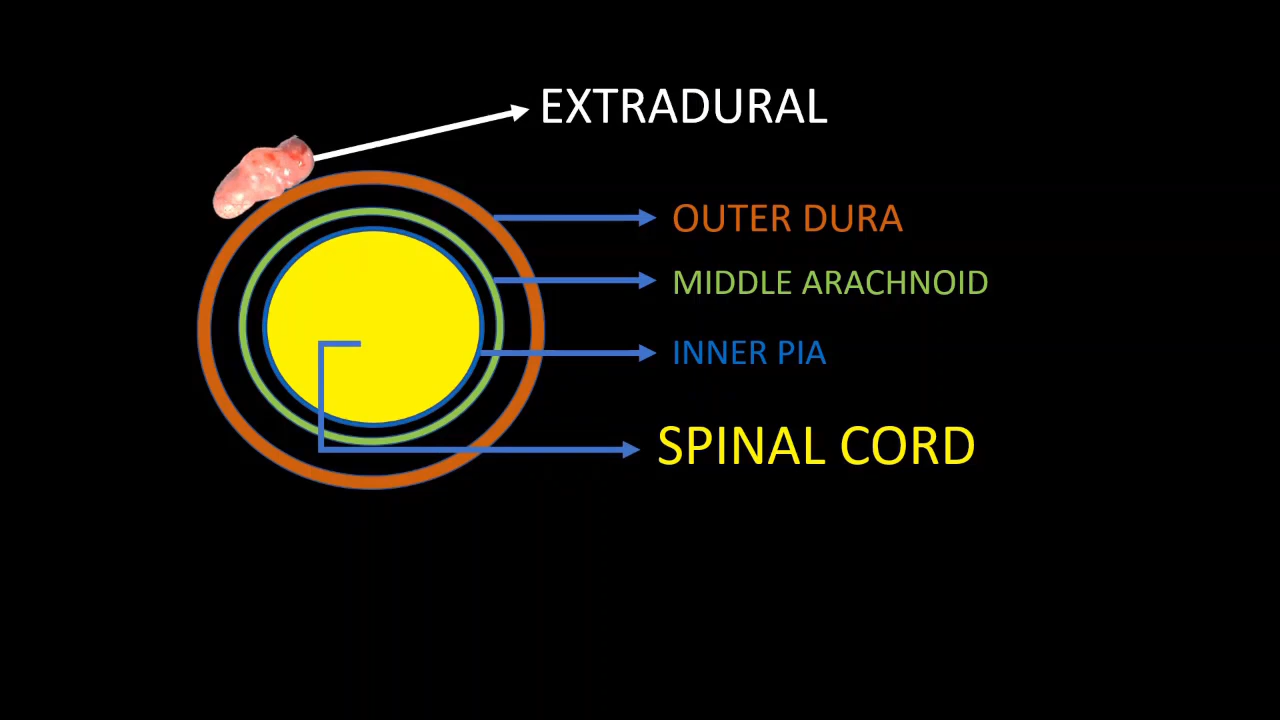 EXTRADURAL
OUTER DURA
MIDDLE ARACHNOID
INNER PIA
SPINAL CORD